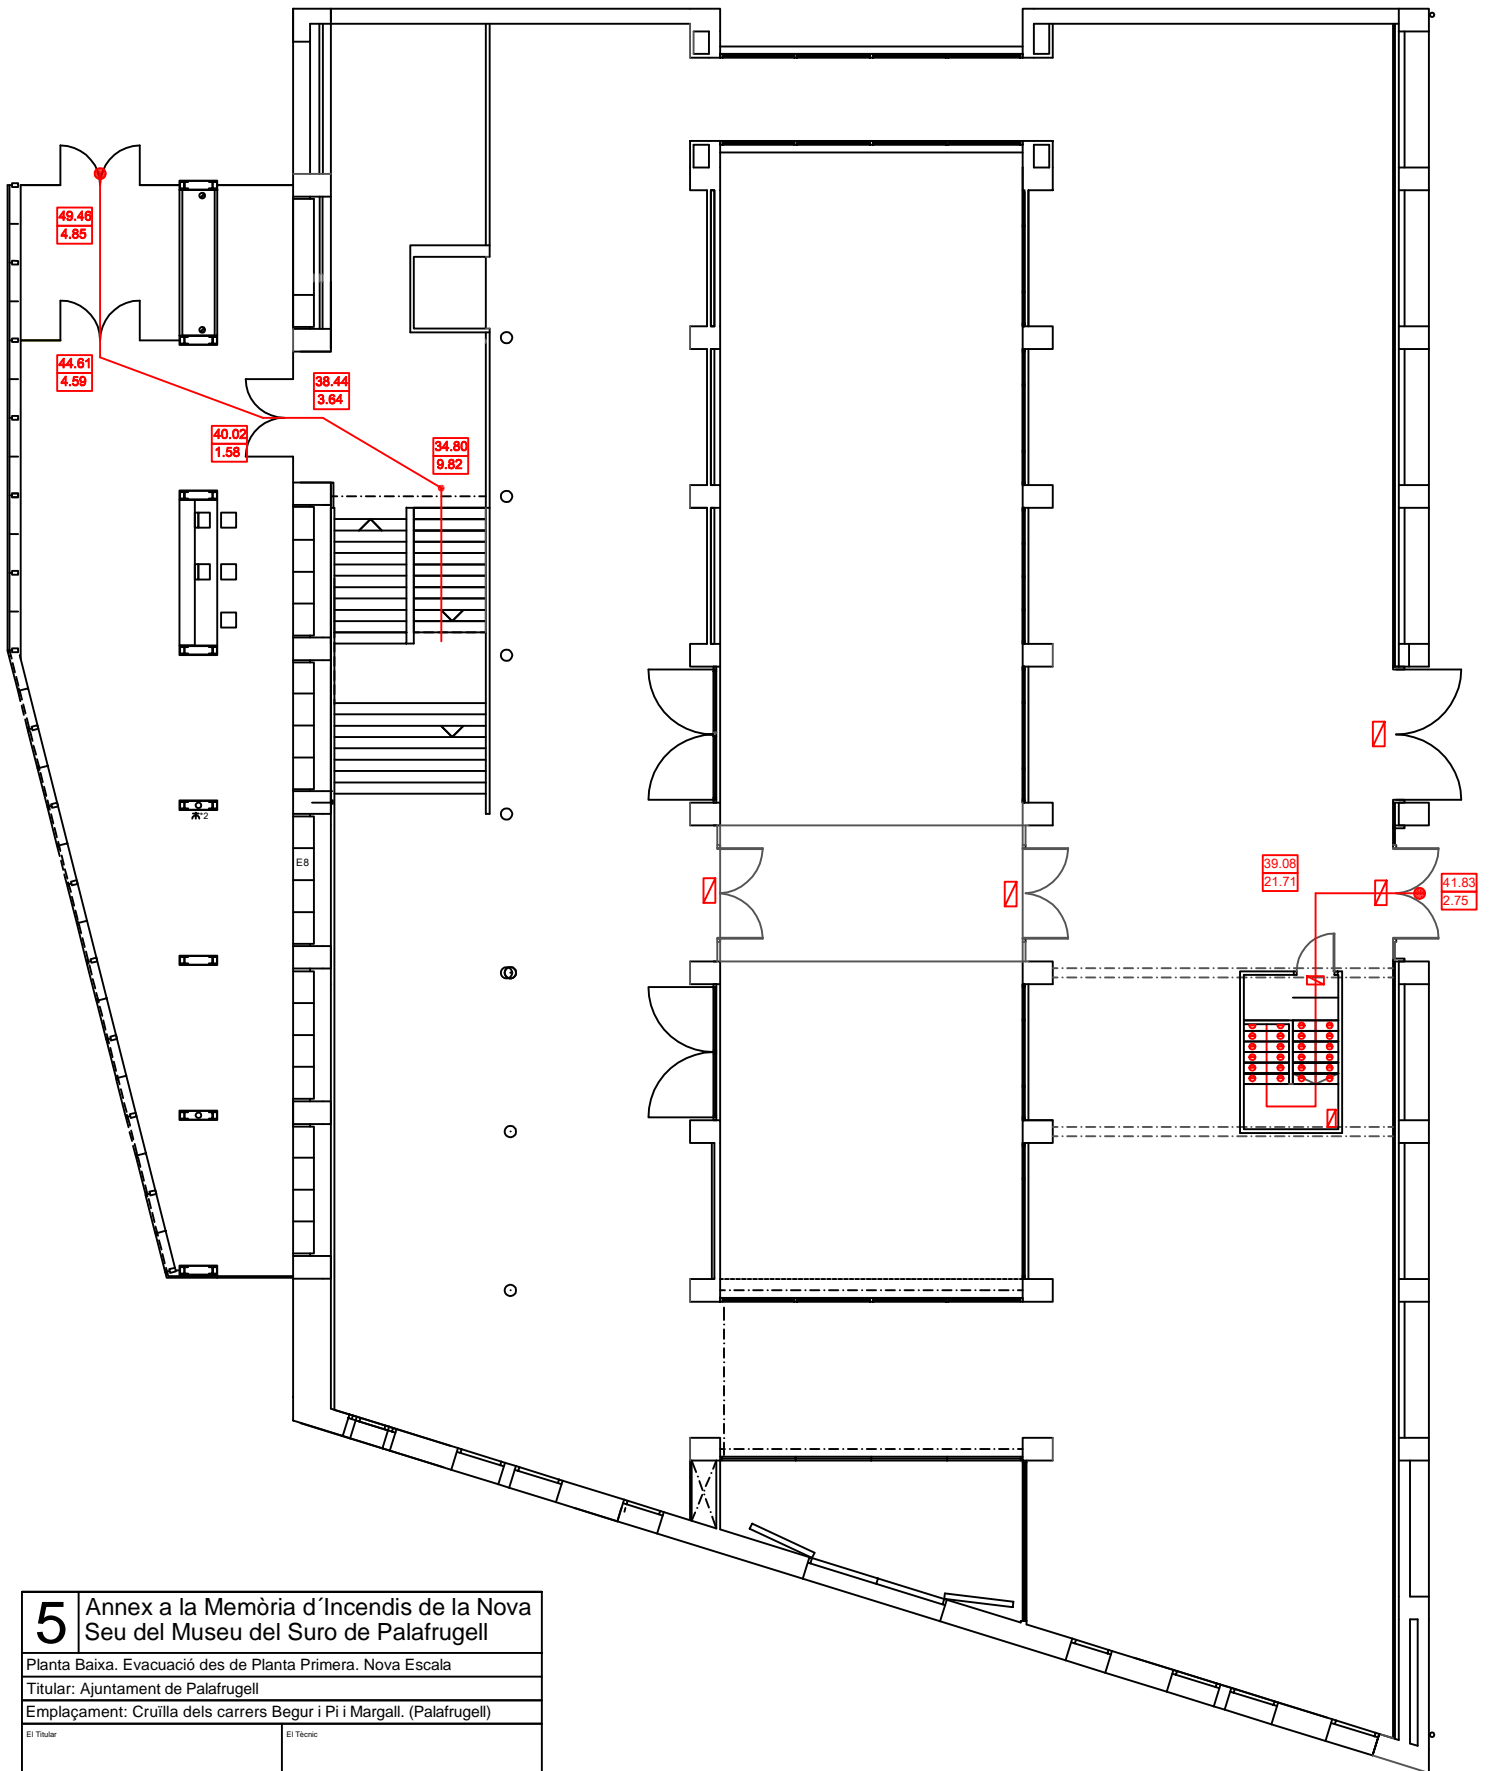 49.46
4.85
44.61
4.59
38.44
3.64
40.02
1.58
34.80
9.82
2
E8
39.08
21.71
41.83
2.75
5
Annex a la Memòria d´Incendis de la Nova
Seu del Museu del Suro de Palafrugell
Planta Baixa. Evacuació des de Planta Primera. Nova Escala
Titular: Ajuntament de Palafrugell
Emplaçament: Cruïlla dels carrers Begur i Pi i Margall. (Palafrugell)
El Titular
El Tècnic